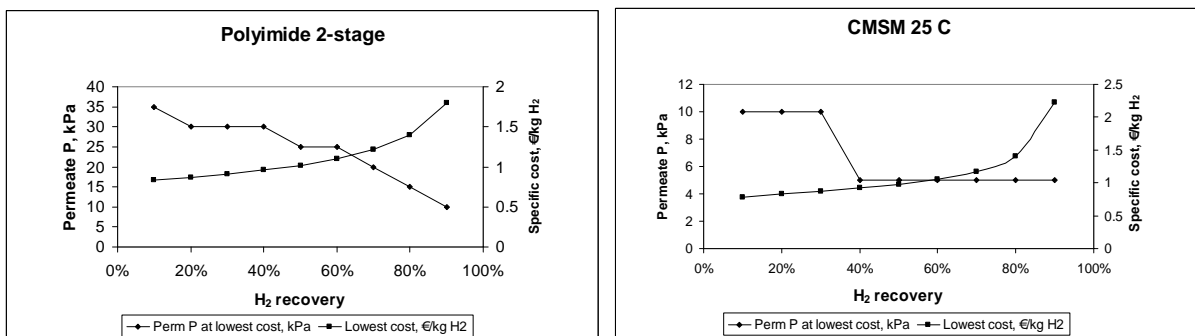 Polyimide 2-stage
Permeate P, kPa
40
35
30
25
20
15
10
5
0
2
1.5
1
0.5
0
Specific cost, €/kg H2
0% 20% 40% 60% 80% 100%
H2 recovery
Perm P at lowest cost, kPa Lowest cost, €/kg H2
CMSM 25 C
Permeate P, kPa
12
10
8
6
4
2
0
2.5
2
1.5
1
0.5
0
Specific cost, €/kg H2
0% 20% 40% 60% 80% 100%
H2 recovery
Perm P at lowest cost, kPa Lowest cost, €/kg H2